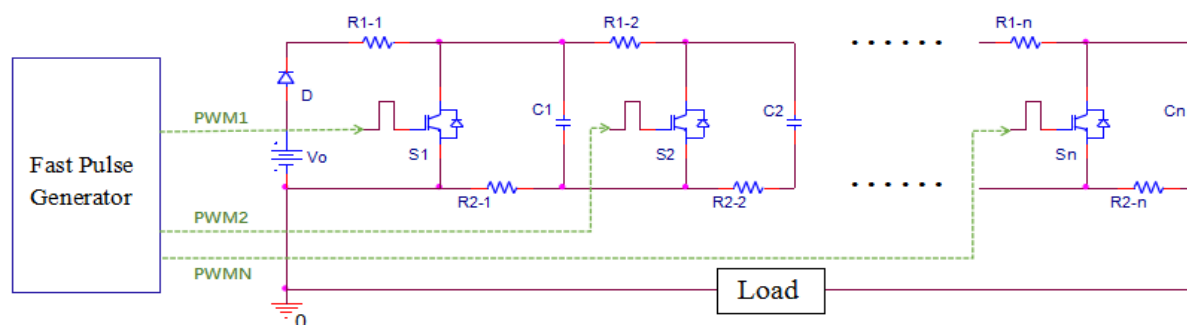 R1-1
R1-2
R1-n
D
PWM1
C1
C2
Cn
S1
S2
Sn
Vo
Fast Pulse
Generator
R2-1
R2-2
R2-n
PWM2
PWMN
Load
0